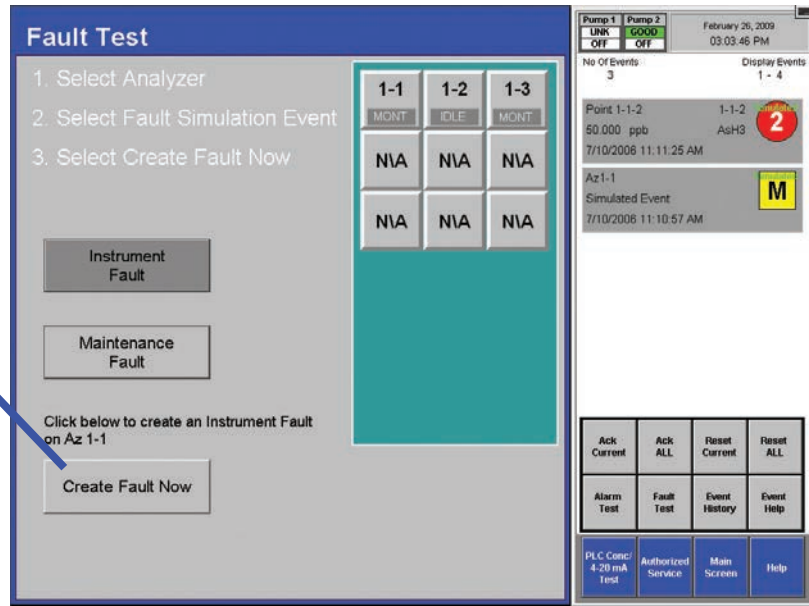 Fault Test
1. Select Analyzer
2. Select Fault Simulation Event
3. Select Create Fault Now
1-1 1-2 1-3
MONT IDLE MONT
N\A N\A N\A
N\A N\A N\A
Instrument
Fault
Maintenance
Fault
Click below to create an Instrument Fault
on Az 1-1
Create Fault Now
Pump 1 Pump 2
LINK GOOD
OFF OFF
February 26, 2009
03:03:46 PM
No Of Events
3
Display Events
1 - 4
Point 1-1-2 1-1-2
50.000 ppb AsH3
7/10/2006 11:11:25 AM
2
Az1-1
Simulated Event
7/10/2006 11:10:57 AM
M
Ack
Current
Ack
ALL
Reset
Current
Reset
ALL
Alarm
Test
Fault
Test
Event
History
Event
Help
PLC Conc/
4-20 mA
Test
Authorized
Service
Main
Screen
Help